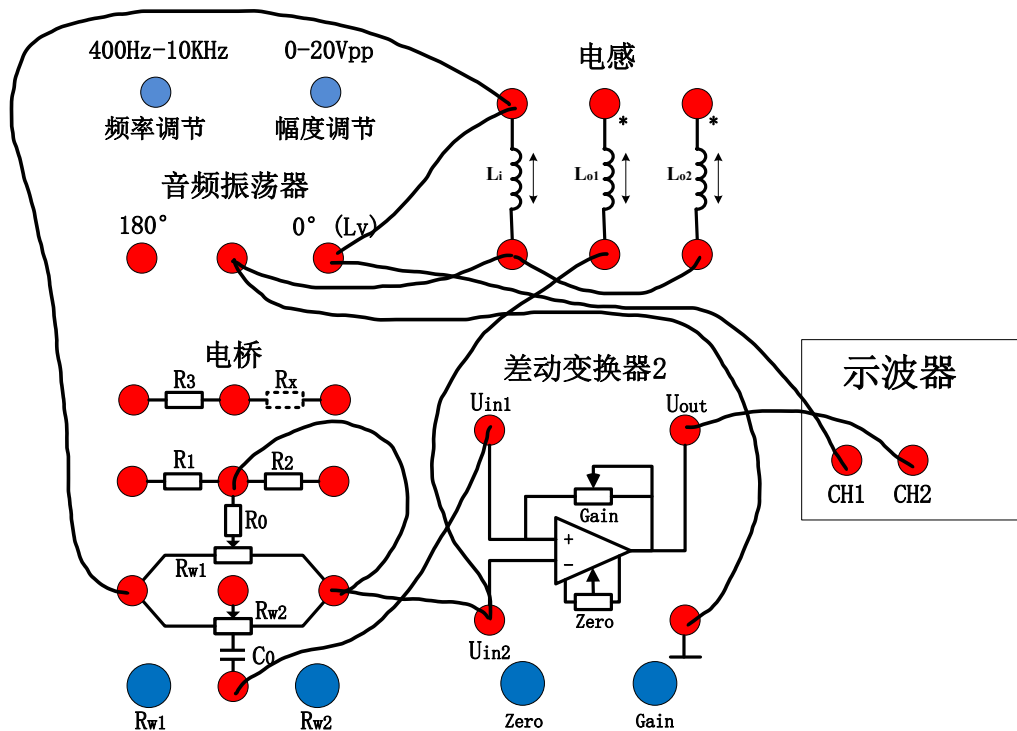 400Hz-10KHz
0-20Vpp
电感
频率调节
幅度调节
*
*
Li
Lo1
Lo2
音频振荡器
180°
0° (Lv)
电桥
差动变换器2
示波器
R3
Rx
Uin1
Uout
R1
R2
CH1
CH2
Gain
R0
+
-
Rw1
Rw2
Zero
Uin2
C0
Rw1
Rw2
Zero
Gain